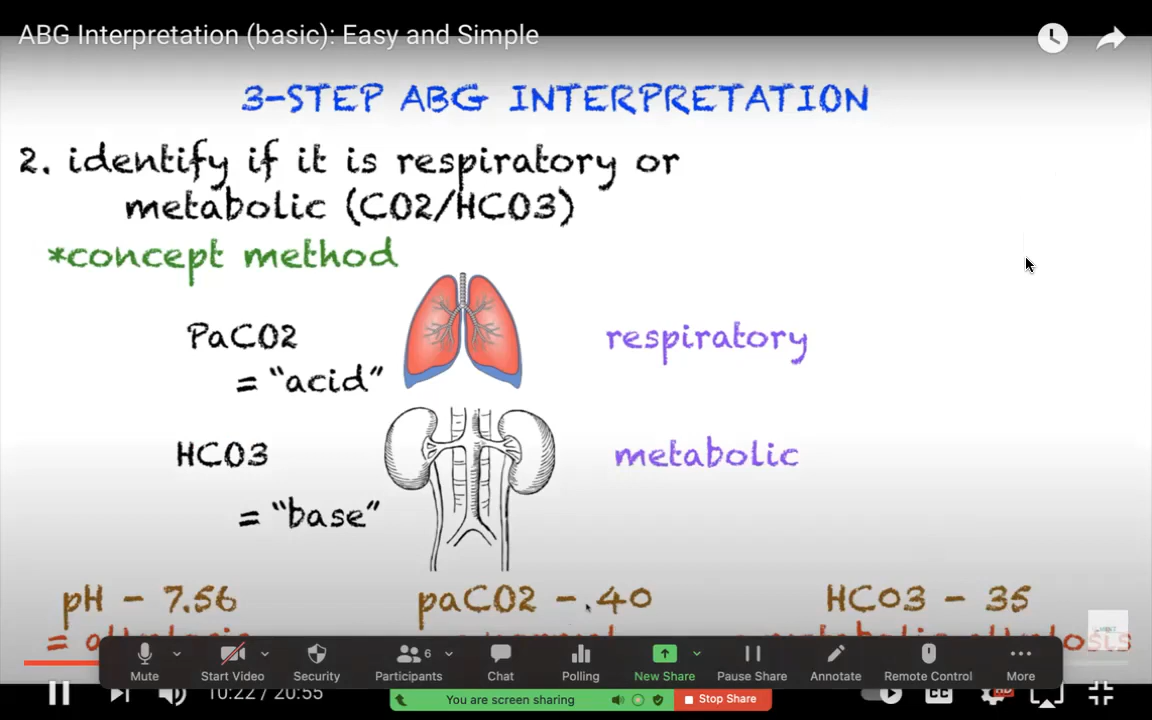 ABG Interpretation (basic): Easy and Simple
3-STEP ABG INTERPRETATION
2. identify if it is respiratory or
metabolic (CO2/HCO3)
*concept method
PaCO2
respiratory
= "acid"
HCO3
metabolic
= "base"
pH - 7.56
paCO2 - 40
HCO3 - 35
6
Mute
Start Video
Security
Participants
Chat
Polling
New Share
Pause Share
Annotate
Remote Control
More
10:22 / 20:55
You are screen sharing
Stop Share
CC
HD